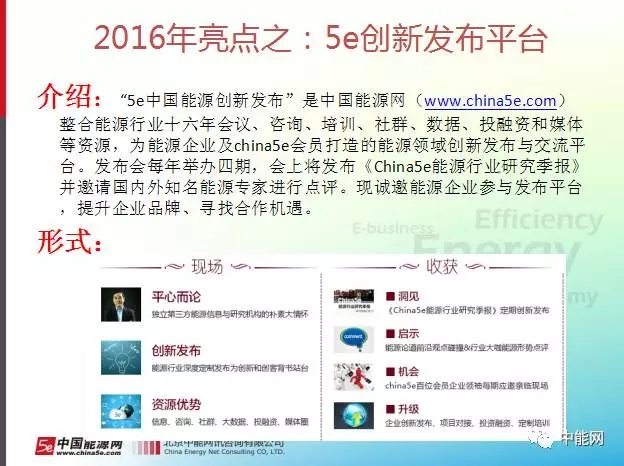 2016年亮点之：5e创新发布平台
介绍：“5e中国能源创新发布”是中国能源网（www.china5e.com）
整合能源行业十六年会议、咨询、培训、社群、数据、投融资和媒体
等资源，为能源企业及china5e会员打造的能源领域创新发布与交流平
台。发布会每年举办四期，会上将发布《China5e能源行业研究季报》
并邀请国内外知名能源专家进行点评。现诚邀能源企业参与发布平台
，提升企业品牌、寻找合作机遇。
形式：
E-business
Efficiency
Energy
现场
平心而论
独立第三方能源信息与研究机构的朴素大情怀
创新发布
能源行业深度定制发布为创新和创客背书站台
资源优势
信息、咨询、社群、大数据、投融资、媒体圈
收获
洞见
《China5e能源行业研究季报》定期创新发布
comment
启示
能源论道前沿观点碰撞&行业大咖能源形势点评
机会
china5e百位会员企业领袖每期应邀亲临现场
升级
企业创新发布、项目对接、投资融资、定制培训
5e
中国能源网
www.china5e.com
北京中能网讯咨询有限公司
China Energy Net Consulting CO., LTD.
中能网